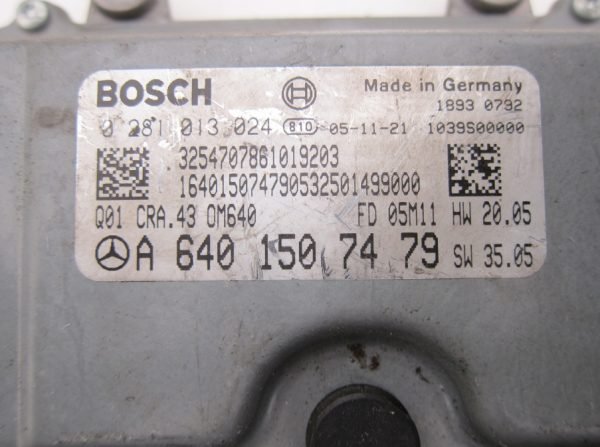 BOSCH Made in Germany
1893 0792
0 281 013 024 810 05-11-21 1039S00000
3254707861019203
164015074790532501499000
Q01 CRA.43 OM640 FD 05M11 HW 20.05
A 640 150 74 79 SW 35.05